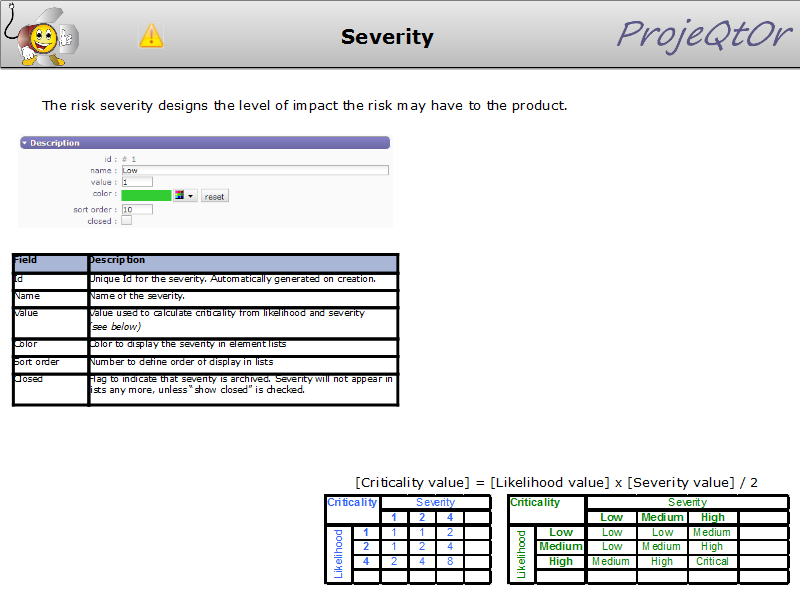 Severity
ProjeQtOr
The risk severity designs the level of impact the risk may have to the product.
Description
id : # 1
name : Low
value : 1
color : reset
sort order : 10
closed :
Field Description
Id Unique Id for the severity. Automatically generated on creation.
Name Name of the severity.
Value Value used to calculate criticality from likelihood and severity
(see below)
Color Color to display the severity in element lists
Sort order Number to define order of display in lists
Closed Flag to indicate that severity is archived. Severity will not appear in
lists any more, unless “show closed” is checked.
[Criticality value] = [Likelihood value] x [Severity value] / 2
Criticality Severity
1 2 4
Likelihood
1 1 1 2
2 1 2 4
4 2 4 8
Criticality Severity
Low Medium High
Likelihood
Low Low Low Medium
Medium Low Medium High
High Medium High Critical